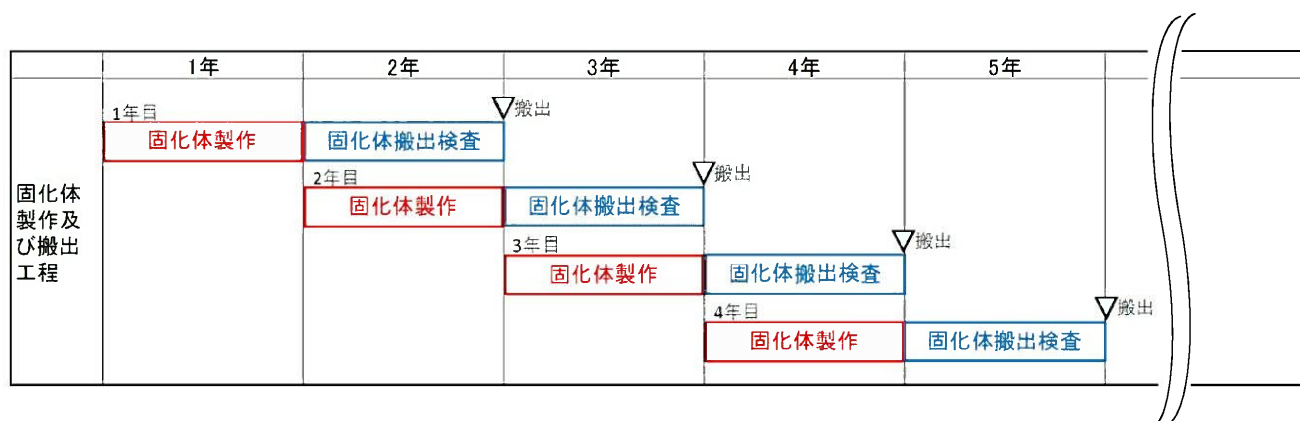 1年 2年 3年 4年 5年
固化体
製作及
び搬出
工程
1年目
▽搬出
固化体製作 固化体搬出検査
2年目
▽搬出
固化体製作 固化体搬出検査
3年目
▽搬出
固化体製作 固化体搬出検査
4年目
▽搬出
固化体製作 固化体搬出検査